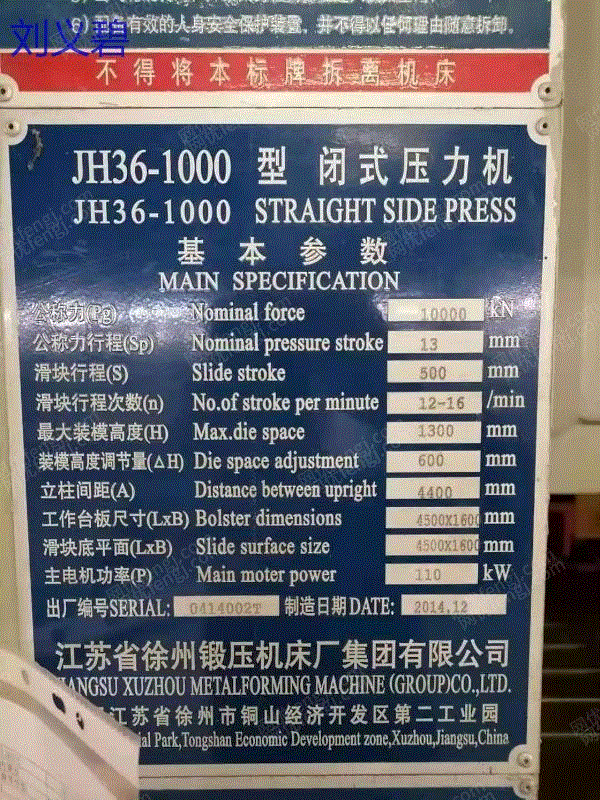 6) 有效的人身安全保护装置，并不得以任何理由随意拆卸.
刘义碧
不得将本标牌拆离机床
JH36-1000 型 闭式压力机
JH36-1000 STRAIGHT SIDE PRESS
基本参数
MAIN SPECIFICATION
公称力(Pg) Nominal force 10000 kN
公称力行程(Sp) Nominal pressure stroke 13 mm
滑块行程(S) Slide stroke 500 mm
滑块行程次数(n) No.of stroke per minute 12-16 /min
最大装模高度(H) Max.die space 1300 mm
装模高度调节量(△H) Die space adjustment 600 mm
立柱间距(A) Distance between upright 4400 mm
工作台板尺寸(LxB) Bolster dimensions 4500X1600 mm
滑块底平面(LxB) Slide surface size 4500X1600 mm
主电机功率(P) Main moter power 110 kW
出厂编号SERIAL: 0414002T 制造日期DATE: 2014,12
江苏省徐州锻压机床厂集团有限公司
JIANGSU XUZHOU METALFORMING MACHINE (GROUP)CO.,LTD.
江苏省徐州市铜山经济开发区第二工业园
ial Park,Tongshan Economic Development zone,Xuzhou,Jiangsu,China